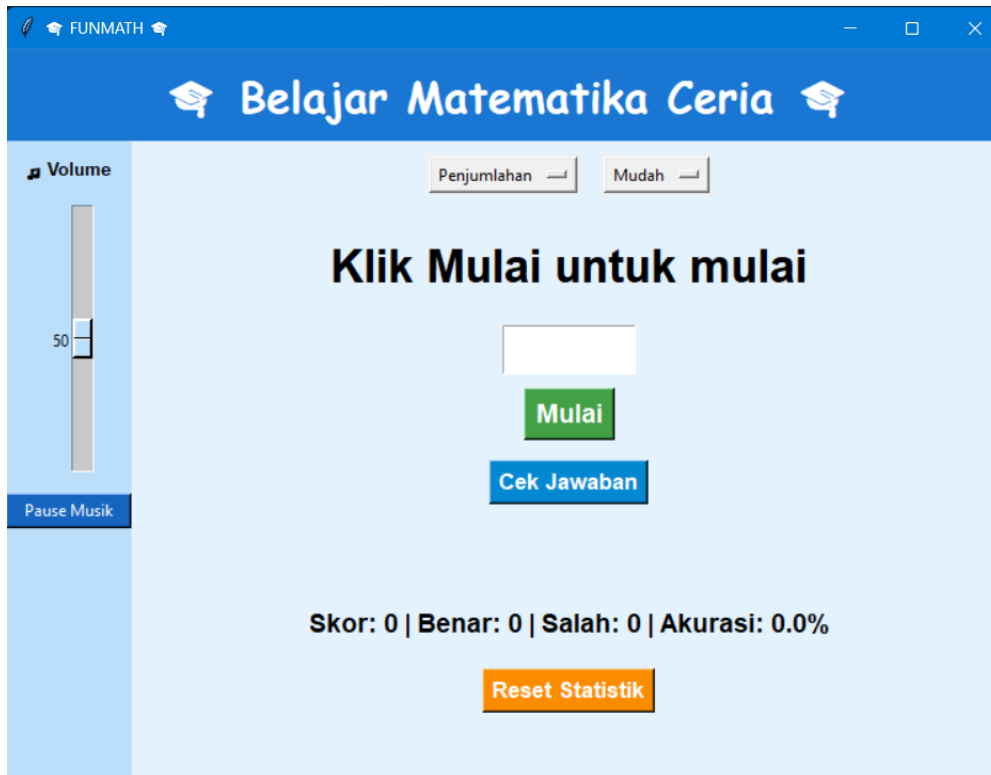 🎓 FUNMATH 🎓
🎓 Belajar Matematika Ceria 🎓
🎵 Volume
Penjumlahan
Mudah
Klik Mulai untuk mulai
50
Mulai
Cek Jawaban
Pause Musik
Skor: 0 | Benar: 0 | Salah: 0 | Akurasi: 0.0%
Reset Statistik